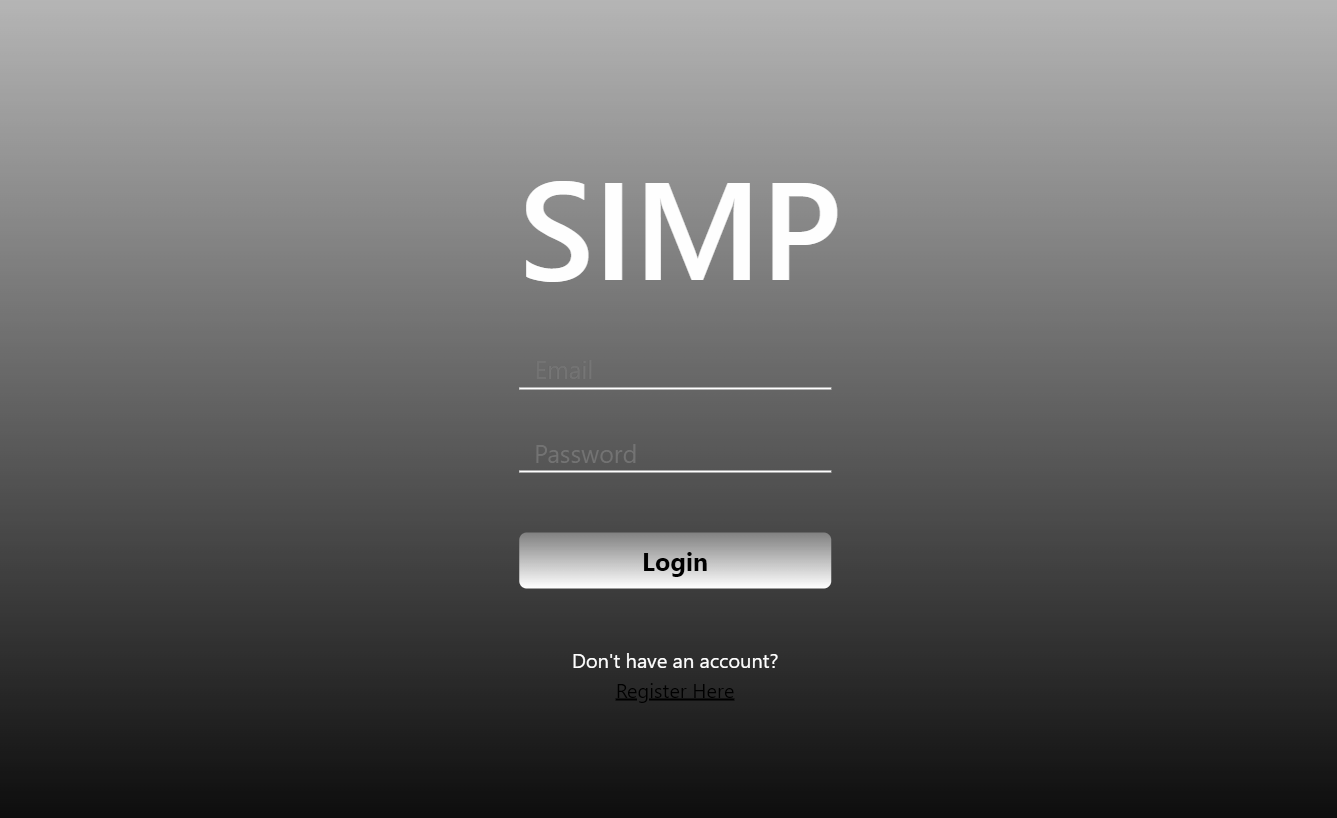 SIMP
Email
Password
Login
Don't have an account?
Register Here